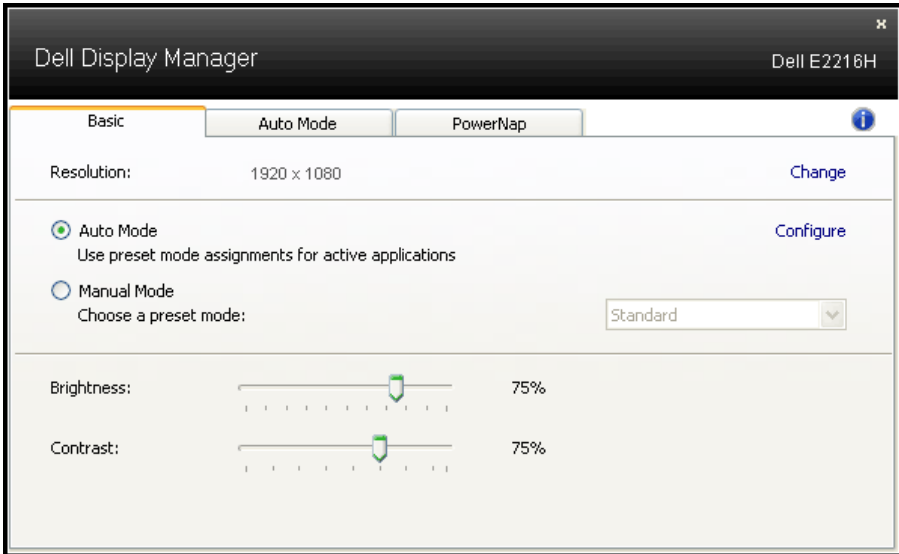 x
Dell Display Manager
Dell E2216H
Basic
Auto Mode
PowerNap
i
Resolution:
1920 x 1080
Change
Auto Mode
Configure
Use preset mode assignments for active applications
Manual Mode
Choose a preset mode:
Standard
Brightness:
75%
Contrast:
75%